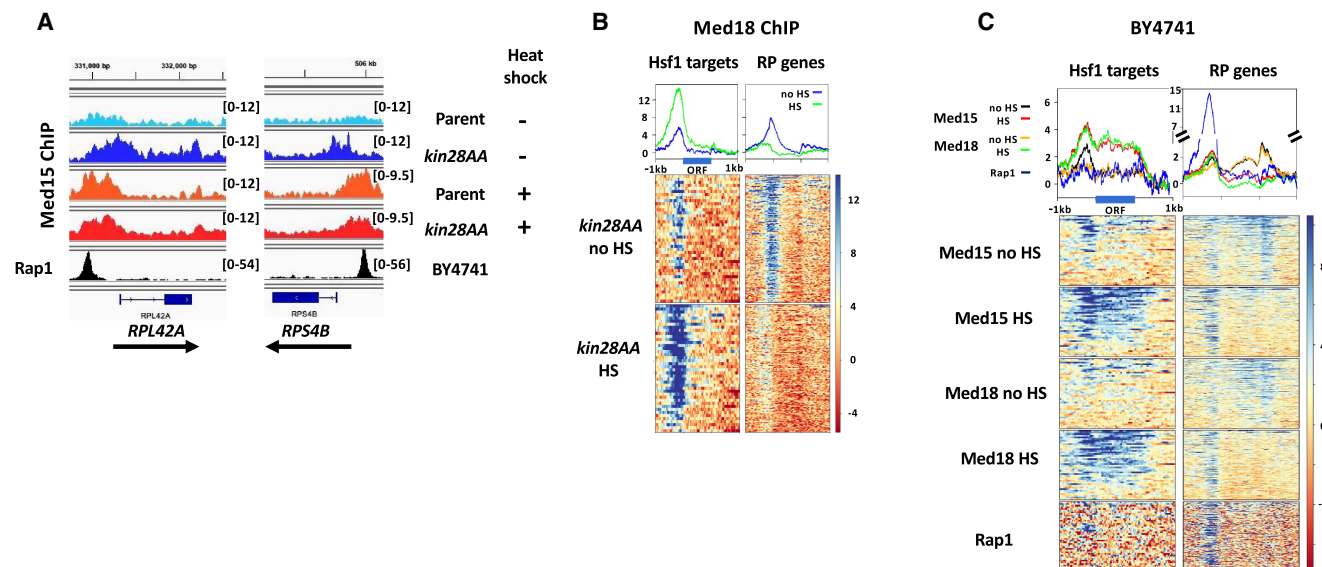 A
331,000 bp
332,000 bp
506 kb
Heat
shock
Med15 ChIP
[0-12]
[0-12]
Parent
-
[0-12]
[0-12]
kin28AA
-
[0-12]
[0-9.5]
Parent
+
[0-12]
[0-9.5]
kin28AA
+
Rap1
[0-54]
[0-56]
BY4741
RPL42A
RPS4B
RPL42A
RPS4B
B
Med18 ChIP
Hsf1 targets
RP genes
12
8
4
0
no HS
HS
-1kb
ORF
1kb
kin28AA
no HS
kin28AA
HS
12
8
4
0
-4
C
BY4741
Hsf1 targets
RP genes
Med15
no HS
HS
Med18
no HS
HS
Rap1
6
4
2
0
15
11
7
2
0
-1kb
ORF
1kb
Med15 no HS
Med15 HS
Med18 no HS
Med18 HS
Rap1